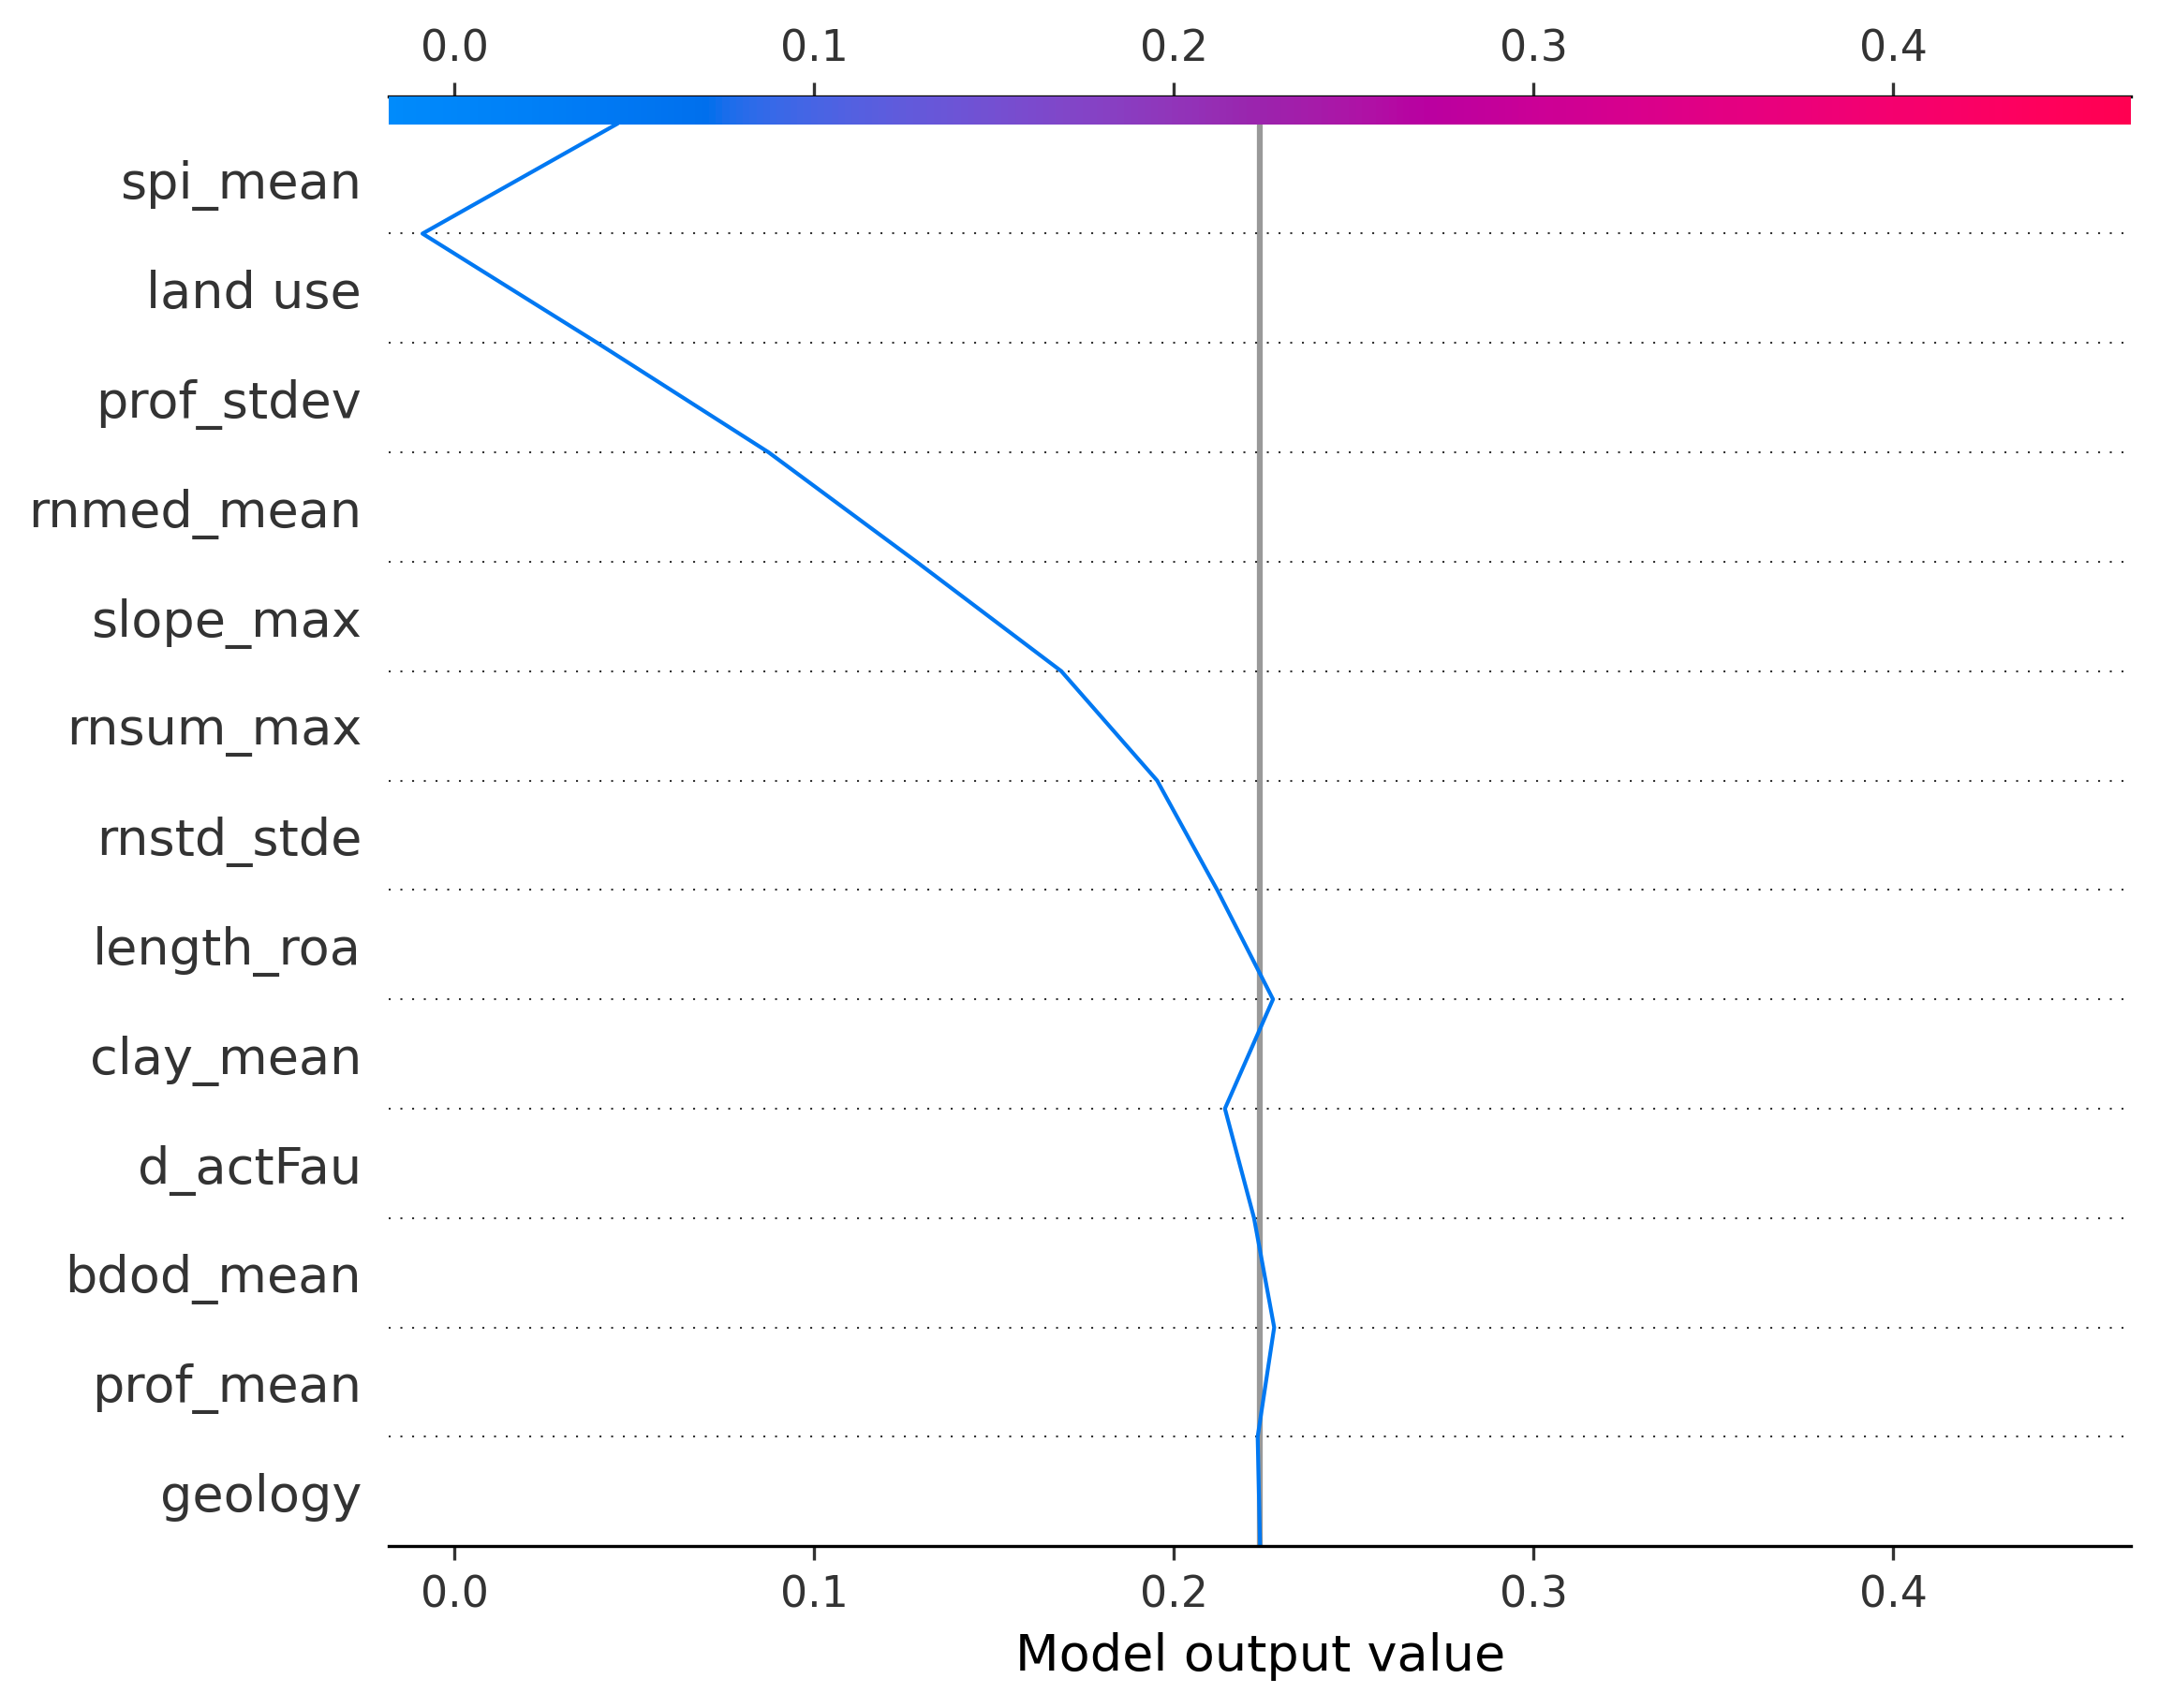 0.0 0.1 0.2 0.3 0.4
spi_mean
land use
prof_stdev
rnmed_mean
slope_max
rnsum_max
rnstd_stde
length_roa
clay_mean
d_actFau
bdod_mean
prof_mean
geology
0.0 0.1 0.2 0.3 0.4
Model output value